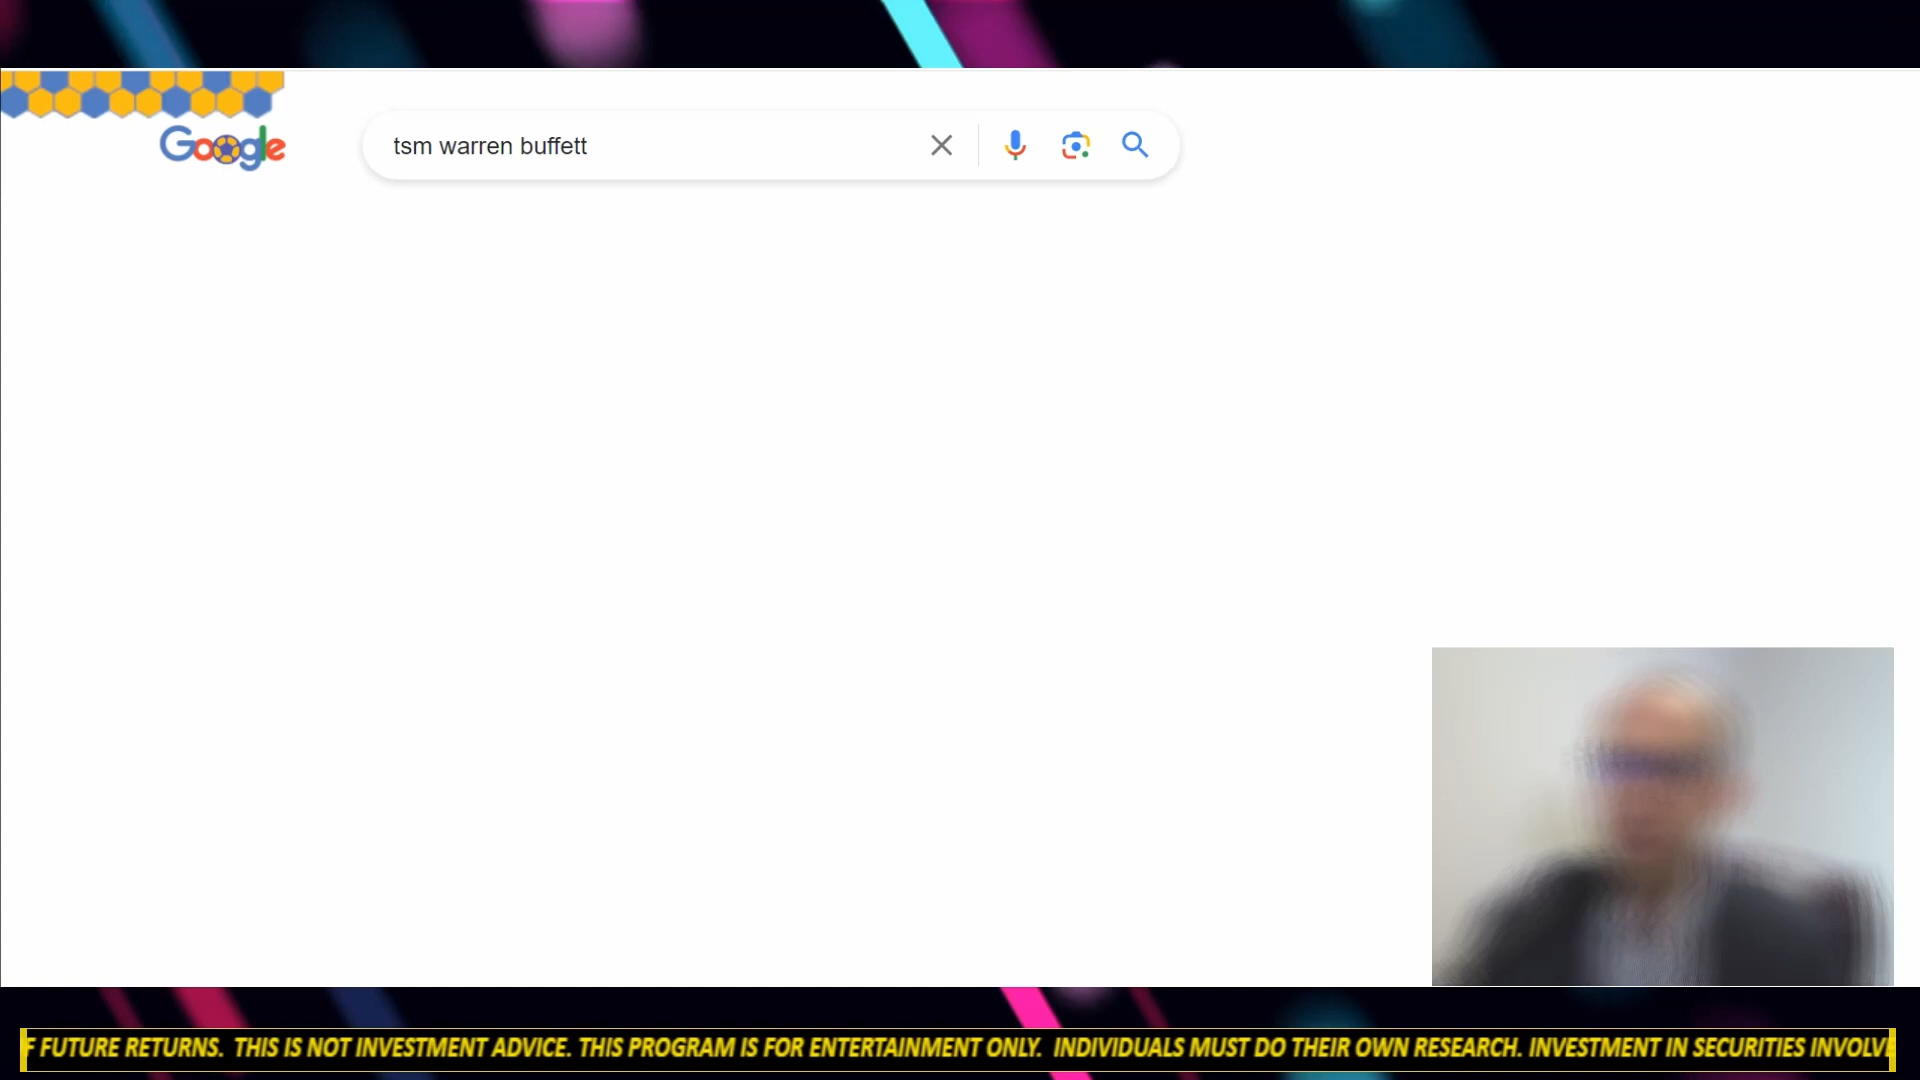 Google
tsm warren buffett
F FUTURE RETURNS. THIS IS NOT INVESTMENT ADVICE. THIS PROGRAM IS FOR ENTERTAINMENT ONLY. INDIVIDUALS MUST DO THEIR OWN RESEARCH. INVESTMENT IN SECURITIES INVOLVE